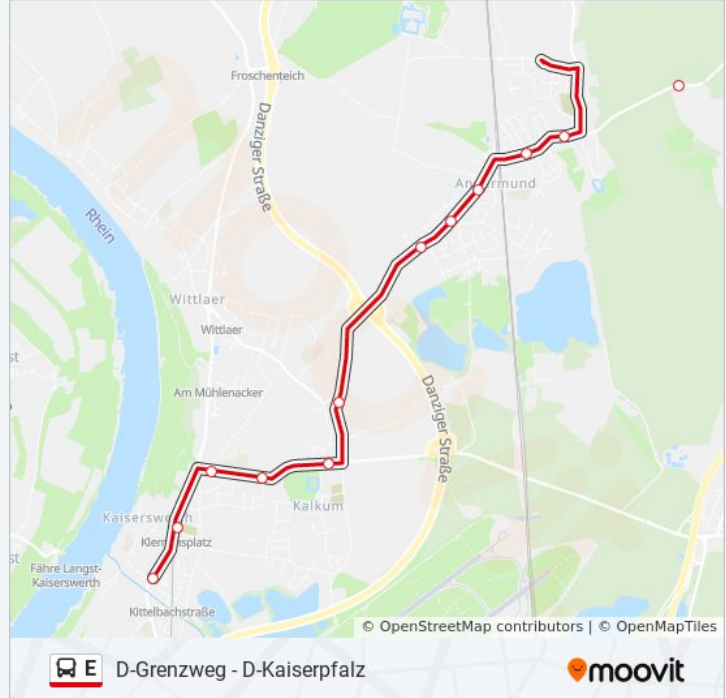 Froschenteich
Danziger Straße
Rhein
Angermund
Wittlaer
Wittlaer
Am Mühlenacker
Danziger Straße
Kalkum
Kaiserswerth
Klemensplatz
Fähre Langst-
Kaiserswerth
Kittelbachstraße
© OpenStreetMap contributors | © OpenMapTiles
E D-Grenzweg - D-Kaiserpfalz
moovit